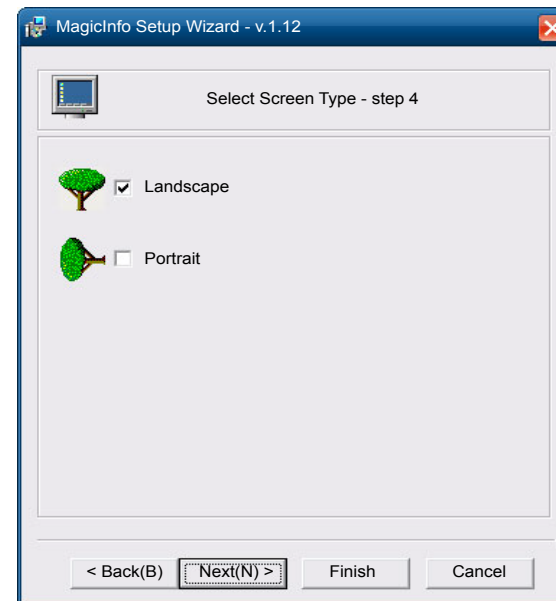 MagicInfo Setup Wizard - v.1.12
Select Screen Type - step 4
Landscape
Portrait
< Back(B) Next(N) > Finish Cancel